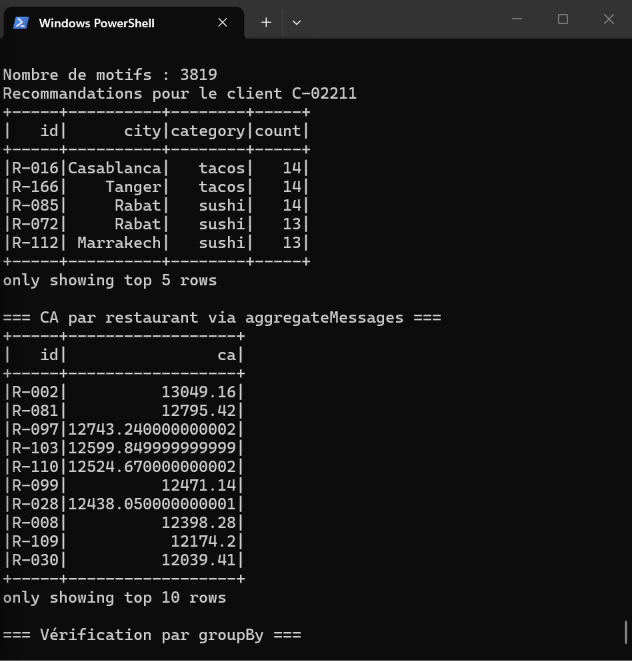 Windows PowerShell
Nombre de motifs : 3819
Recommandations pour le client C-02211
+-----+----------+--------+-----+
|   id|      city|category|count|
+-----+----------+--------+-----+
|R-016|Casablanca|   tacos|   14|
|R-166|    Tanger|   tacos|   14|
|R-085|     Rabat|   sushi|   14|
|R-072|     Rabat|   sushi|   13|
|R-112| Marrakech|   sushi|   13|
+-----+----------+--------+-----+
only showing top 5 rows
=== CA par restaurant via aggregateMessages ===
+-----+------------------+
|   id|                ca|
+-----+------------------+
|R-002|          13049.16|
|R-081|          12795.42|
|R-097|12743.240000000002|
|R-103|12599.849999999999|
|R-110|12524.670000000002|
|R-099|          12471.14|
|R-028|12438.050000000001|
|R-008|          12398.28|
|R-109|           12174.2|
|R-030|          12039.41|
+-----+------------------+
only showing top 10 rows
=== Vérification par groupBy ===